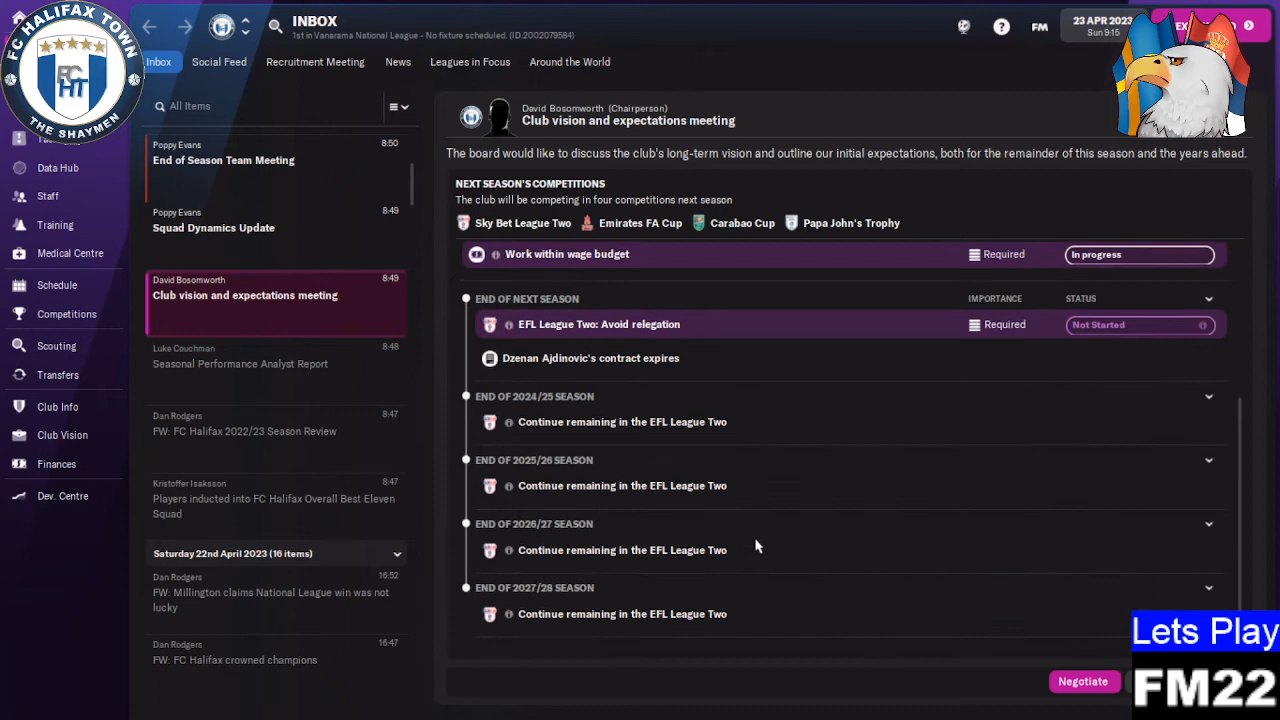 FC HALIFAX TOWN
FC
HT
THE SHAYMEN
INBOX
1st in Vanarama National League - No fixture scheduled. (ID:2002079584)
FM
23 APR 2023
Sun 9:15
Inbox
Social Feed
Recruitment Meeting
News
Leagues in Focus
Around the World
Data Hub
Staff
Training
Medical Centre
Schedule
Competitions
Scouting
Transfers
Club Info
Club Vision
Finances
Dev. Centre
All Items
Poppy Evans 8:50
End of Season Team Meeting
Poppy Evans 8:49
Squad Dynamics Update
David Bosomworth 8:49
Club vision and expectations meeting
Luke Couchman 8:48
Seasonal Performance Analyst Report
Dan Rodgers 8:47
FW: FC Halifax 2022/23 Season Review
Kristoffer Isaksson 8:47
Players inducted into FC Halifax Overall Best Eleven
Squad
Saturday 22nd April 2023 (16 items)
Dan Rodgers 16:52
FW: Millington claims National League win was not
lucky
Dan Rodgers 16:47
FW: FC Halifax crowned champions
David Bosomworth (Chairperson)
Club vision and expectations meeting
The board would like to discuss the club's long-term vision and outline our initial expectations, both for the remainder of this season and the years ahead.
NEXT SEASON'S COMPETITIONS
The club will be competing in four competitions next season
Sky Bet League Two Emirates FA Cup Carabao Cup Papa John's Trophy
Work within wage budget Required In progress
END OF NEXT SEASON IMPORTANCE STATUS
EFL League Two: Avoid relegation Required Not Started
Dzenan Ajdinovic's contract expires
END OF 2024/25 SEASON
Continue remaining in the EFL League Two
END OF 2025/26 SEASON
Continue remaining in the EFL League Two
END OF 2026/27 SEASON
Continue remaining in the EFL League Two
END OF 2027/28 SEASON
Continue remaining in the EFL League Two
Negotiate
Lets Play
FM22